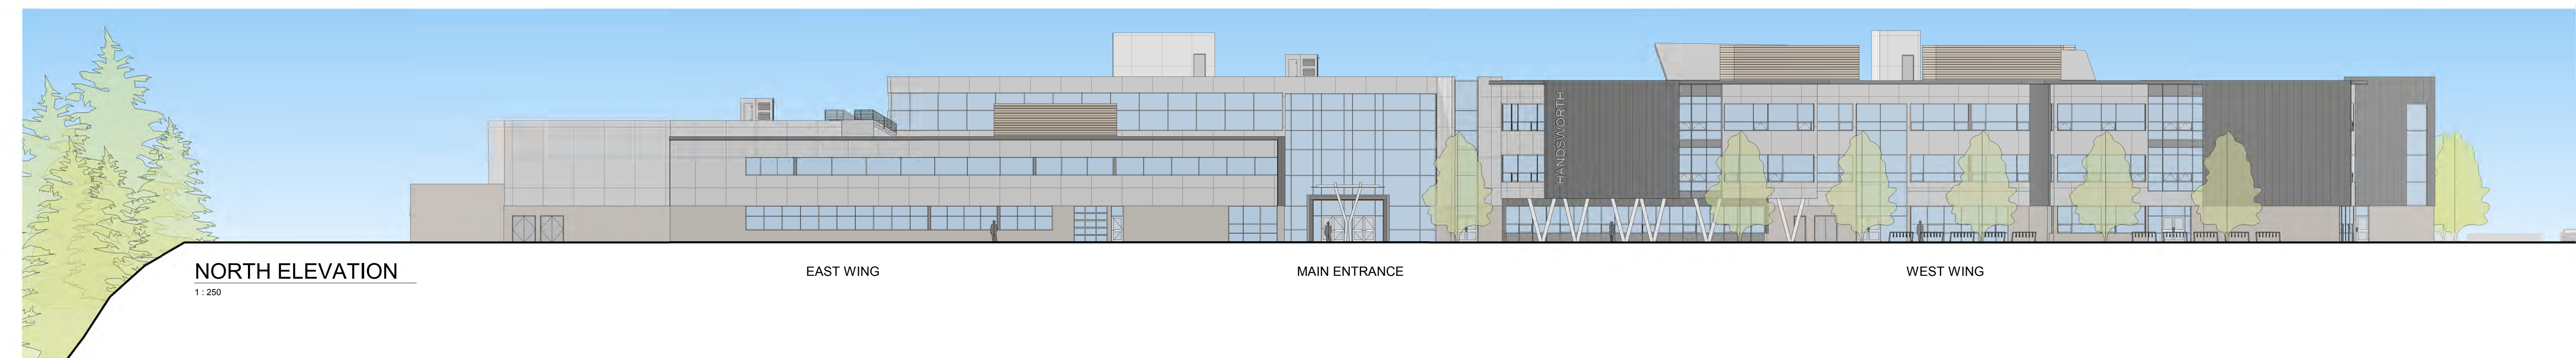 HANDSWORTH
NORTH ELEVATION
1 : 250
EAST WING
MAIN ENTRANCE
WEST WING